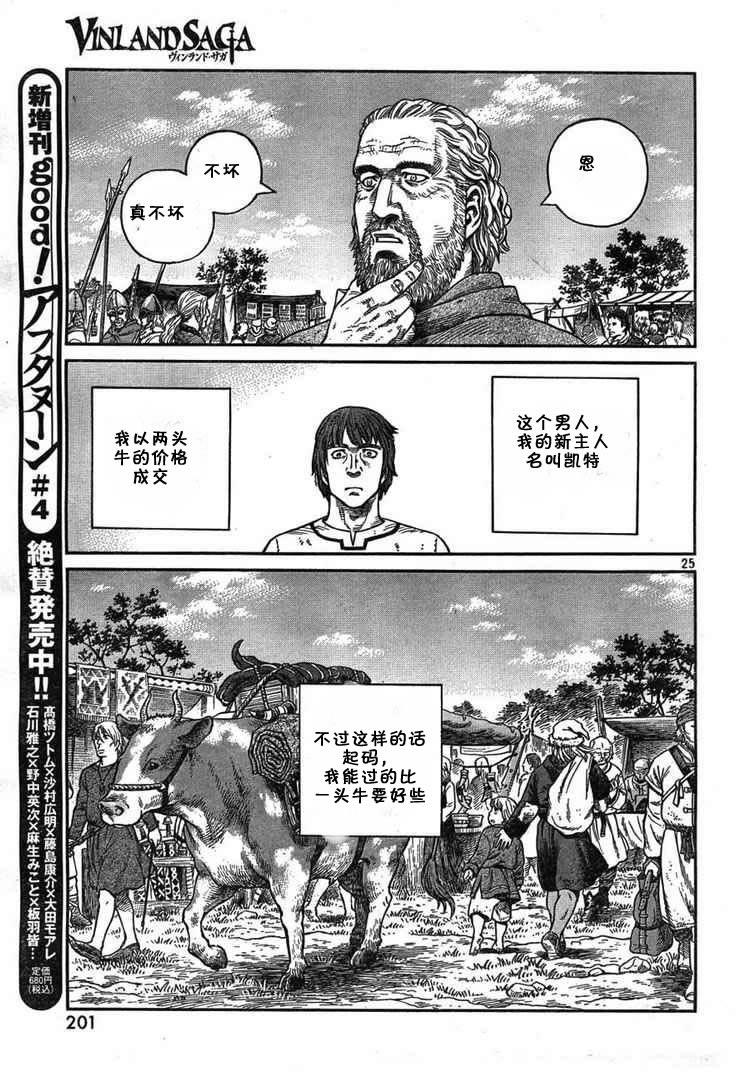 VINLAND SAGA
ヴィンランド・サガ
恩
不坏
真不坏
这个男人，
我的新主人
名叫凯特
我以两头
牛的价格
成交
25
不过这样的话
起码，
我能过的比
一头牛要好些
新増刊good!アフタヌーン#4
絶賛発売中!!
高橋ツトム×沙村広明×藤島康介×大田モアレ
石川雅之×野中英次×麻生みこと×板羽皆…
定価
680円
(税込)
201